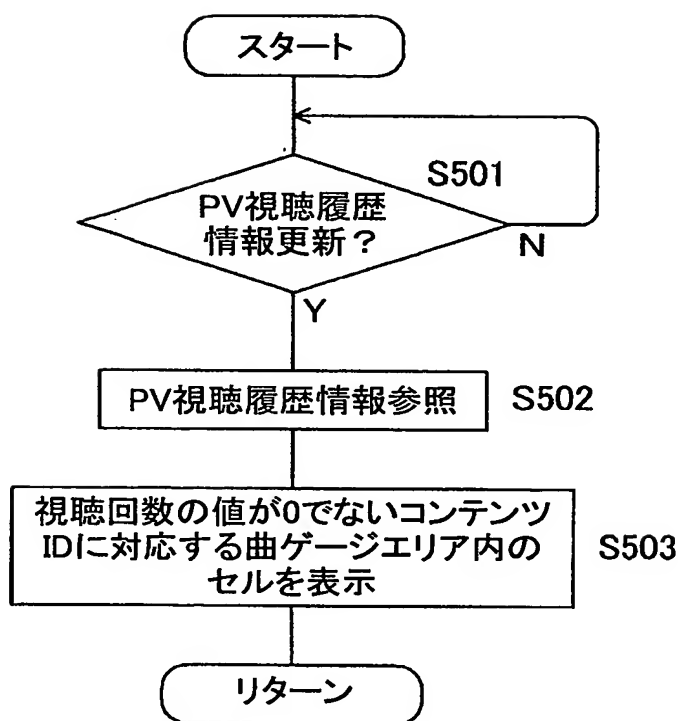 スタート
S501
PV視聴履歴
情報更新?
N
Y
PV視聴履歴情報参照
S502
視聴回数の値が0でないコンテンツ
IDに対応する曲ゲージエリア内の
セルを表示
S503
リターン